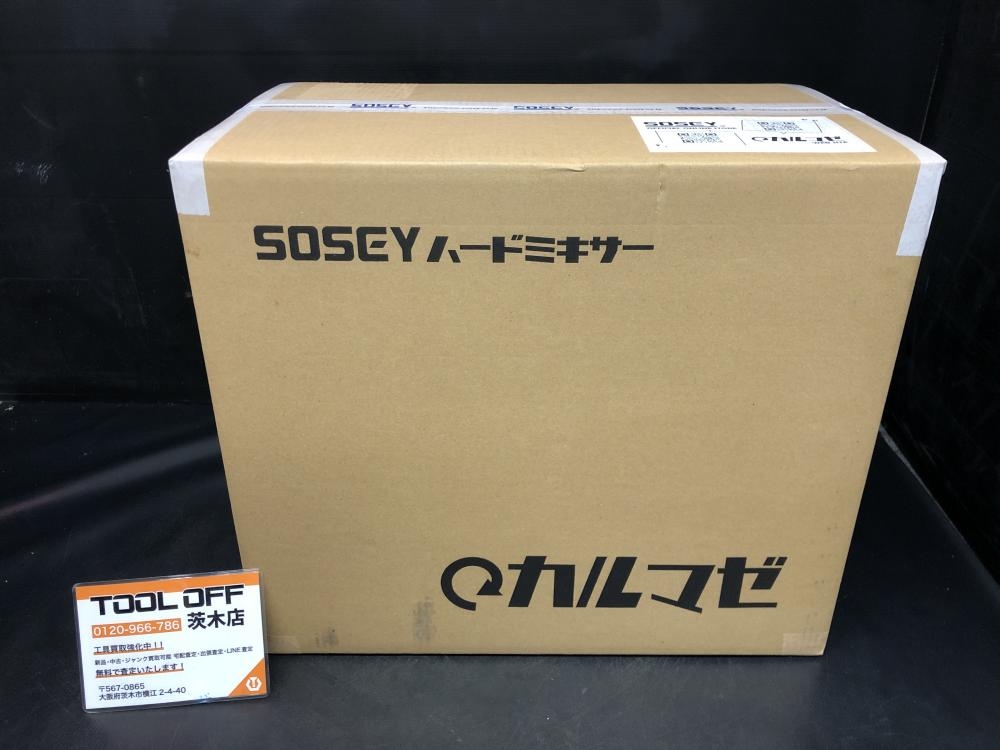 SOSEY
SOSEY
SOSEY
SOSEY
カルマゼ
SOSEYハードミキサー
カルマゼ
TOOL OFF
0120-966-786 茨木店
工具買取強化中！！
新品・中古・ジャンク買取可能 宅配査定・出張査定・LINE査定
無料で査定いたします！
〒567-0865
大阪府茨木市横江 2-4-40